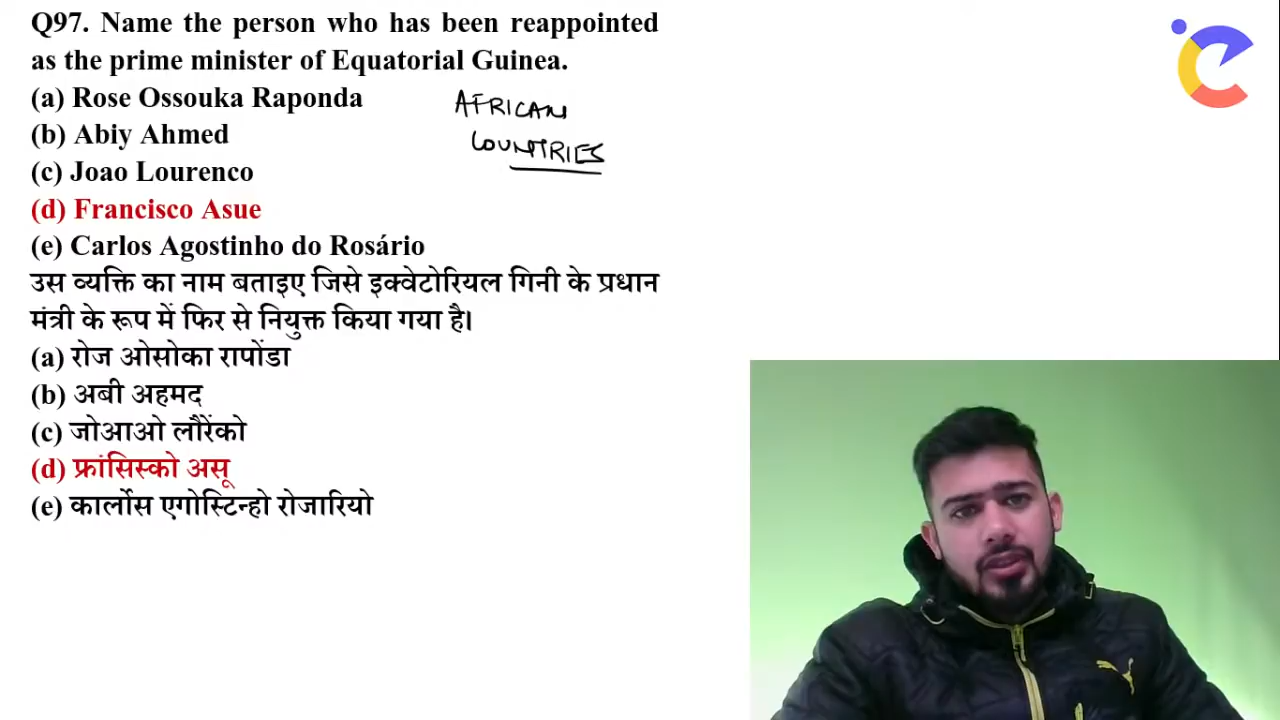 Q97. Name the person who has been reappointed
as the prime minister of Equatorial Guinea.
(a) Rose Ossouka Raponda
(b) Abiy Ahmed
(c) Joao Lourenco
(d) Francisco Asue
(e) Carlos Agostinho do Rosário
AFRICAN
COUNTRIES
उस व्यक्ति का नाम बताइए जिसे इक्वेटोरियल गिनी के प्रधान
मंत्री के रूप में फिर से नियुक्त किया गया है।
(a) रोज ओसोका रापोंडा
(b) अबी अहमद
(c) जोआओ लौरेंको
(d) फ्रांसिस्को असू
(e) कार्लोस एगोस्टिन्हो रोजारियो